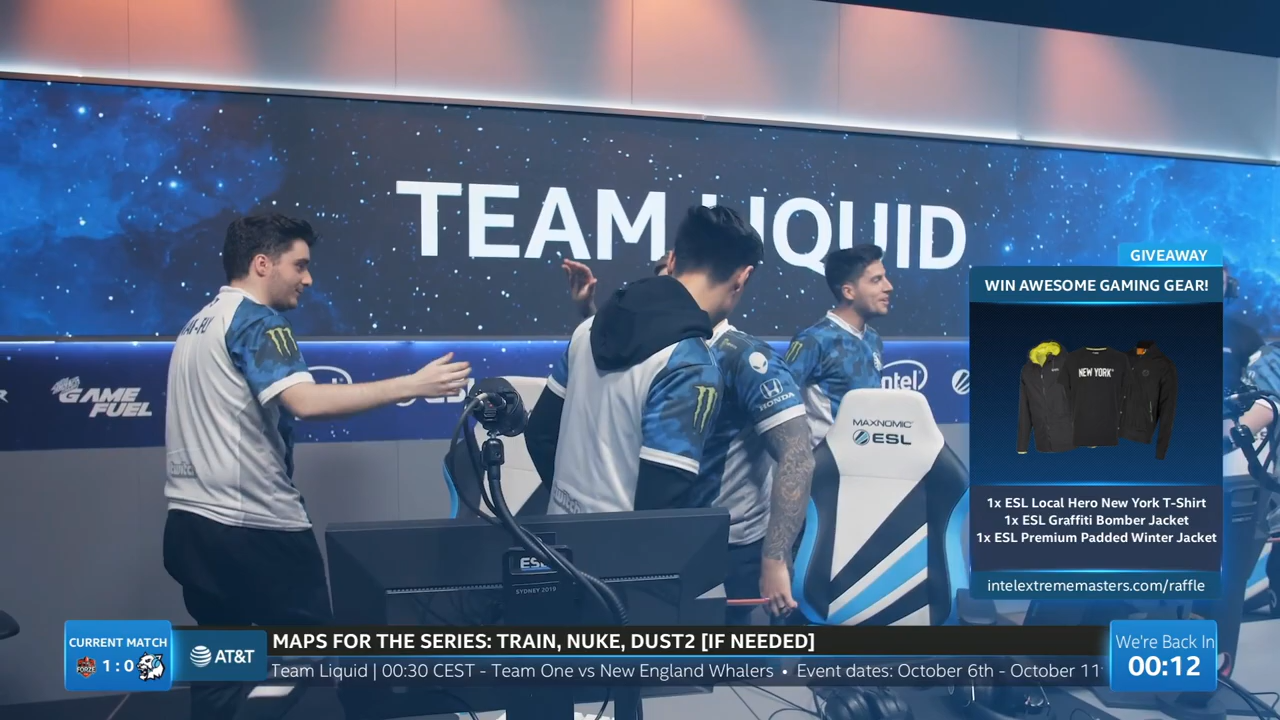 TEAM LIQUID
GIVEAWAY
WIN AWESOME GAMING GEAR!
NEW YORK
GAME FUEL
intel
MAXNOMIC
ESL
HONDA
1x ESL Local Hero New York T-Shirt
1x ESL Graffiti Bomber Jacket
1x ESL Premium Padded Winter Jacket
intelextrememasters.com/raffle
ESL
SYDNEY 2019
CURRENT MATCH
FORZE
1 : 0
AT&T
MAPS FOR THE SERIES: TRAIN, NUKE, DUST2 [IF NEEDED]
Team Liquid | 00:30 CEST - Team One vs New England Whalers • Event dates: October 6th - October 11
We're Back In
00:12